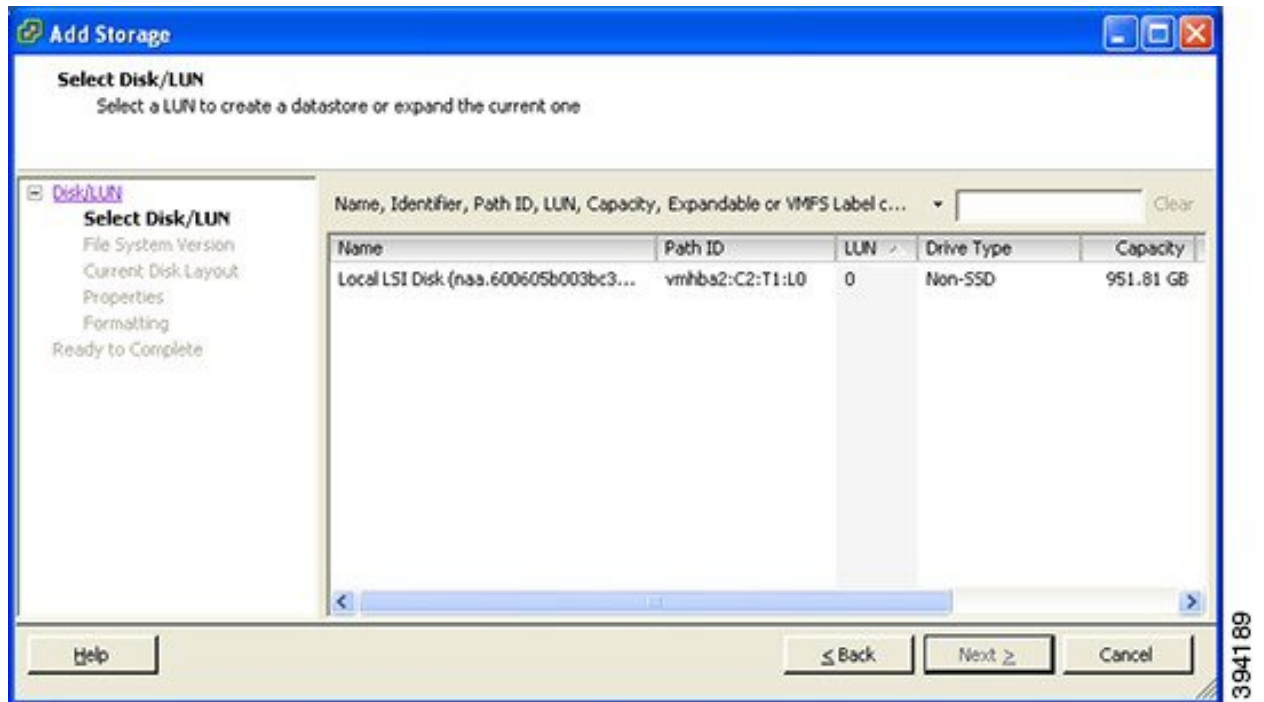 Add Storage
Select Disk/LUN
Select a LUN to create a datastore or expand the current one
Disk/LUN
Select Disk/LUN
File System Version
Current Disk Layout
Properties
Formatting
Ready to Complete
Name, Identifier, Path ID, LUN, Capacity, Expandable or VMFS Label c...
Clear
Name Path ID LUN Drive Type Capacity
Local LSI Disk (naa.600605b003bc3... vmhba2:C2:T1:L0 0 Non-SSD 951.81 GB
Help
≤ Back
Next ≥
Cancel
394189